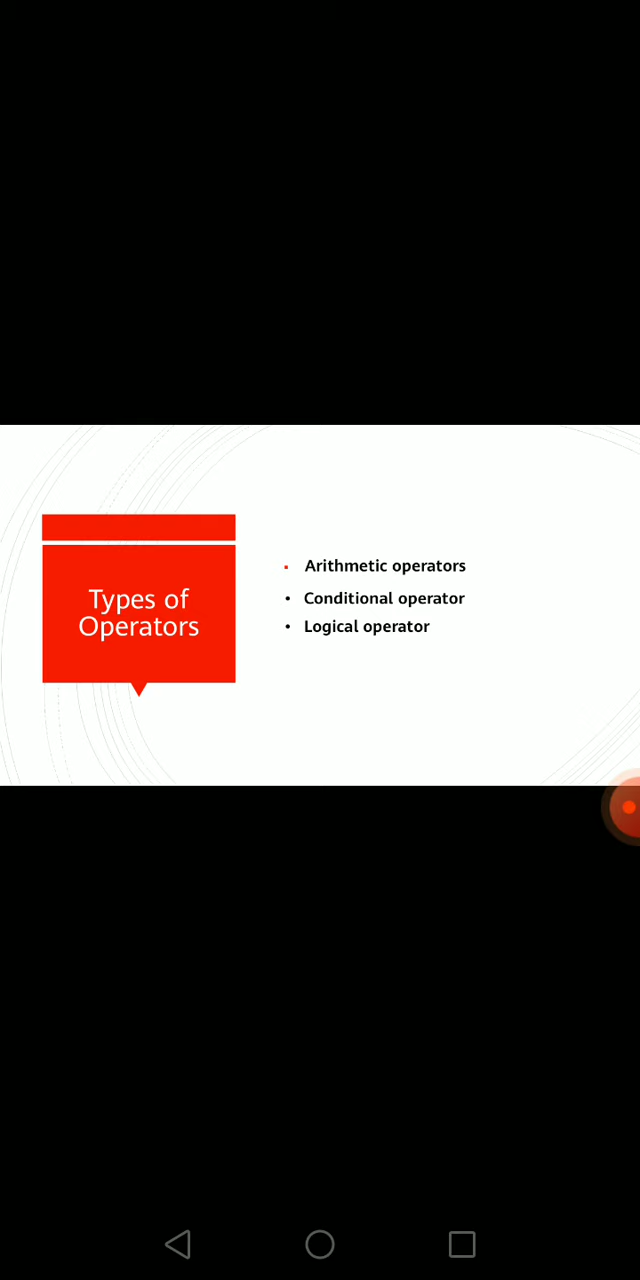 Types of
Operators
Arithmetic operators
Conditional operator
Logical operator